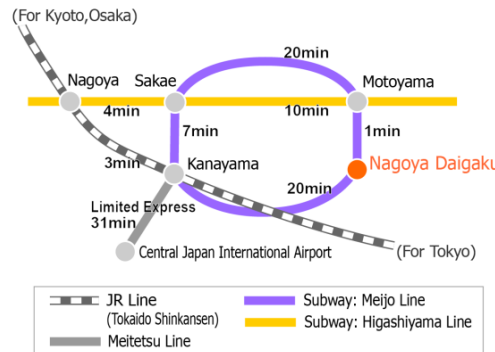 (For Kyoto,Osaka)
20min
Nagoya
Sakae
Motoyama
4min
10min
7min
1min
3min
Kanayama
Nagoya Daigaku
20min
Limited Express
31min
Central Japan International Airport
(For Tokyo)
JR Line
(Tokaido Shinkansen)
Meitetsu Line
Subway: Meijo Line
Subway: Higashiyama Line